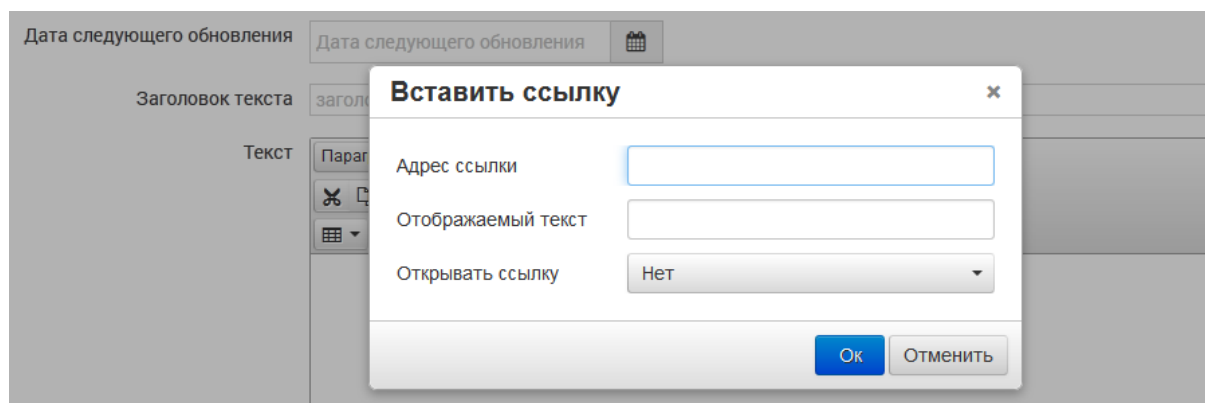 Дата следующего обновления
Дата следующего обновления
Вставить ссылку
Заголовок текста
Текст
Адрес ссылки
Отображаемый текст
Открывать ссылку
Нет
Ок
Отменить